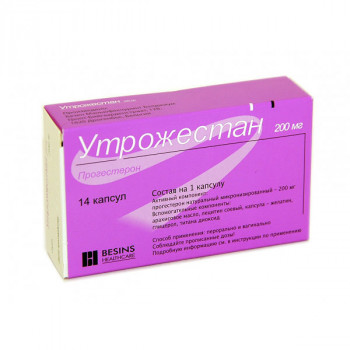 Утрожестан
200 мг
Прогестерон
14 капсул
Состав на 1 капсулу
Активный компонент:
прогестерон натуральный микронизированный – 200 мг
Вспомогательные компоненты:
арахисовое масло, лецитин соевый, капсула – желатин,
глицерол, титана диоксид
Способ применения: перорально и вагинально
Соблюдайте прописанные дозы!
Подробную информацию см. в инструкции по применению
BESINS
HEALTHCARE